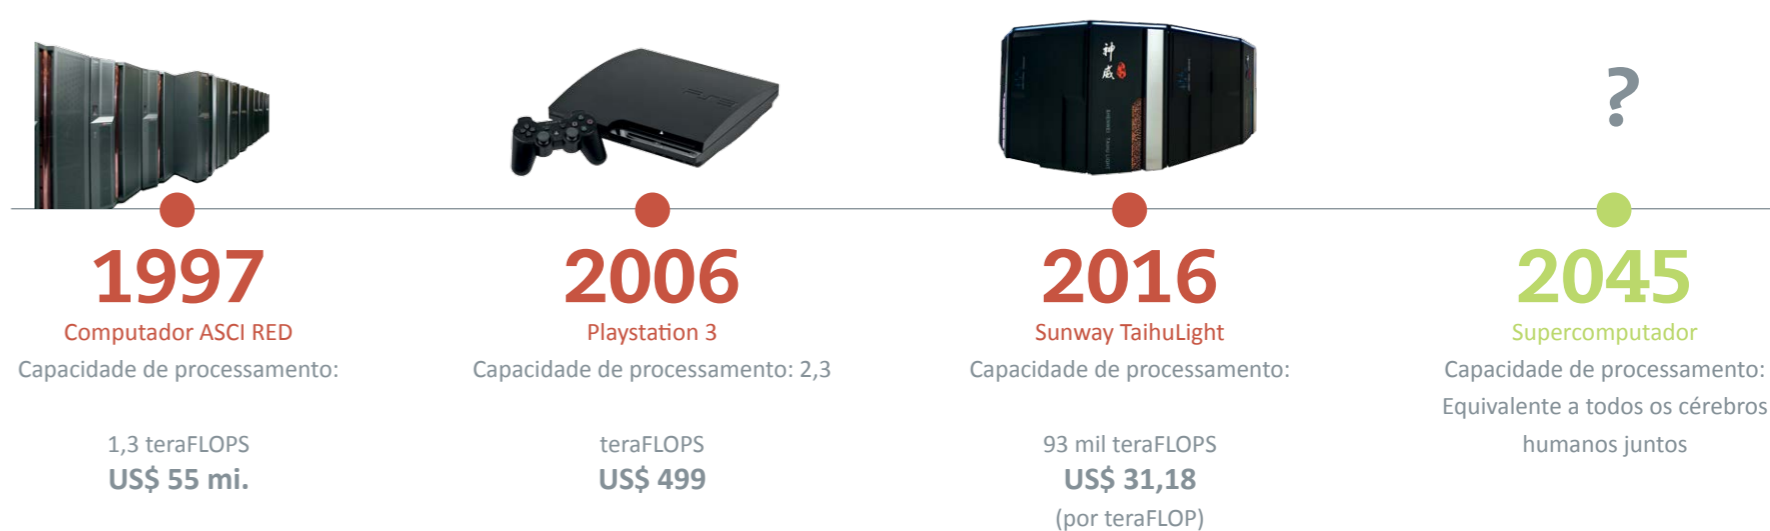 神
威
?
1997
Computador ASCI RED
Capacidade de processamento:
1,3 teraFLOPS
US$ 55 mi.
2006
Playstation 3
Capacidade de processamento: 2,3
teraFLOPS
US$ 499
2016
Sunway TaihuLight
Capacidade de processamento:
93 mil teraFLOPS
US$ 31,18
(por teraFLOP)
2045
Supercomputador
Capacidade de processamento:
Equivalente a todos os cérebros
humanos juntos